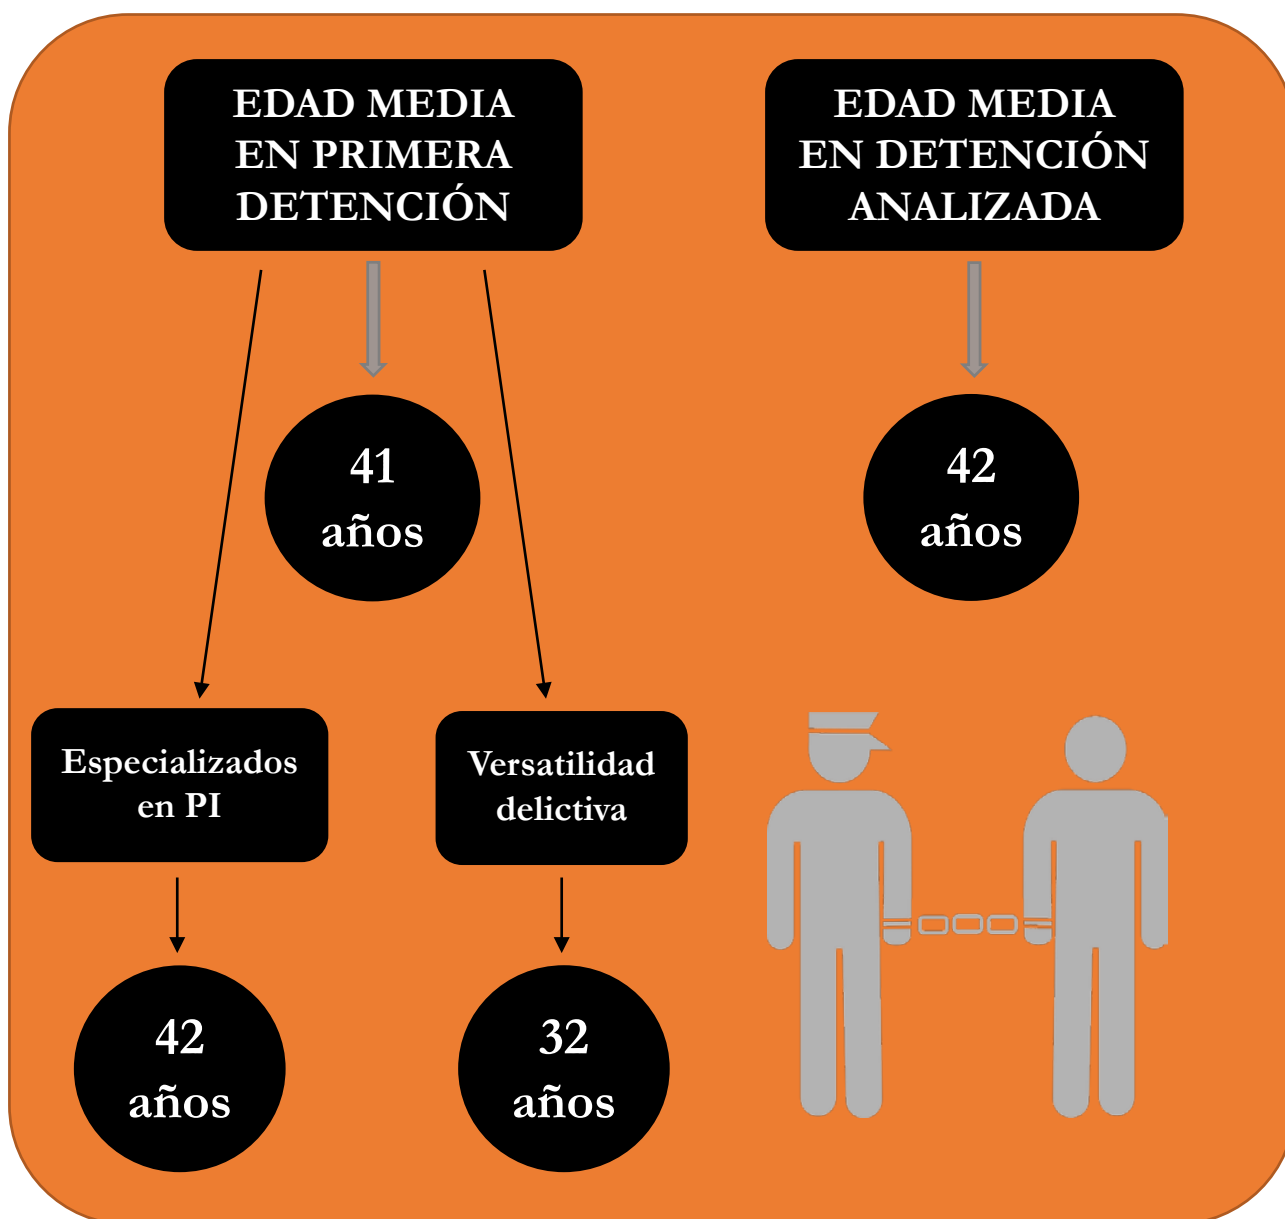 EDAD MEDIA
EN PRIMERA
DETENCIÓN
EDAD MEDIA
EN DETENCIÓN
ANALIZADA
41
años
42
años
Especializados
en PI
Versatilidad
delictiva
42
años
32
años